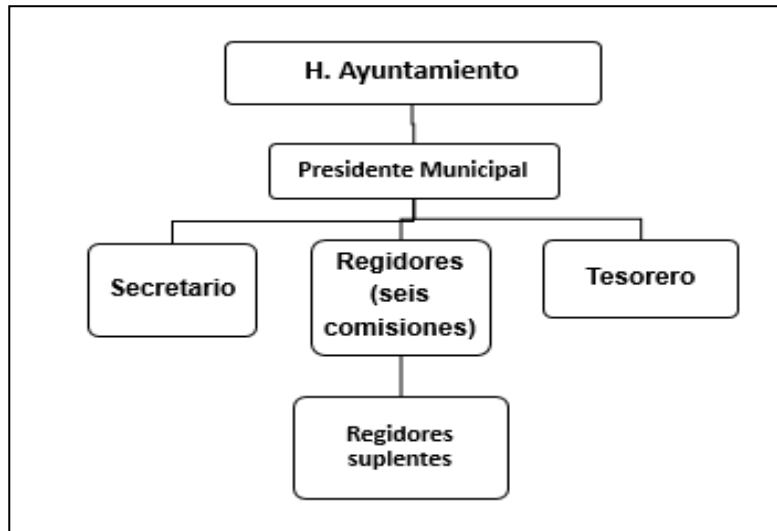 H. Ayuntamiento
Presidente Municipal
Secretario
Regidores
(seis
comisiones)
Tesorero
Regidores
suplentes